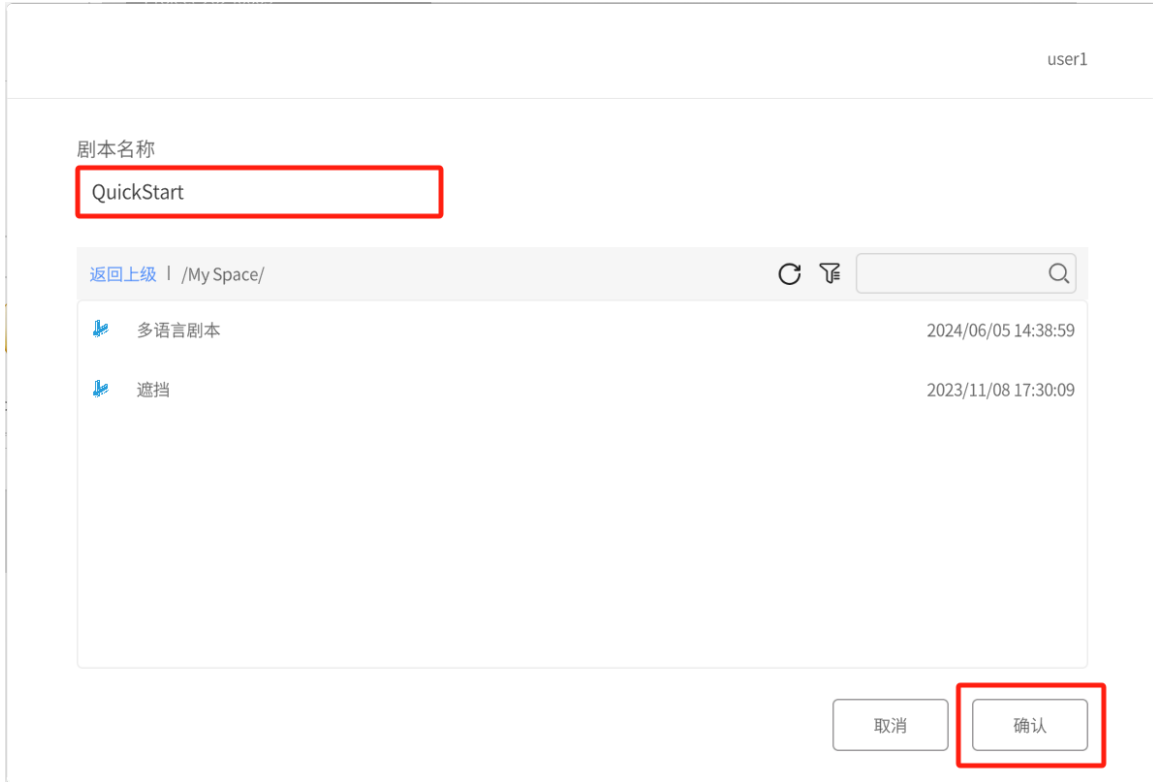 user1
剧本名称
QuickStart
返回上级 | /My Space/
多语言剧本 2024/06/05 14:38:59
遮挡 2023/11/08 17:30:09
取消 确认